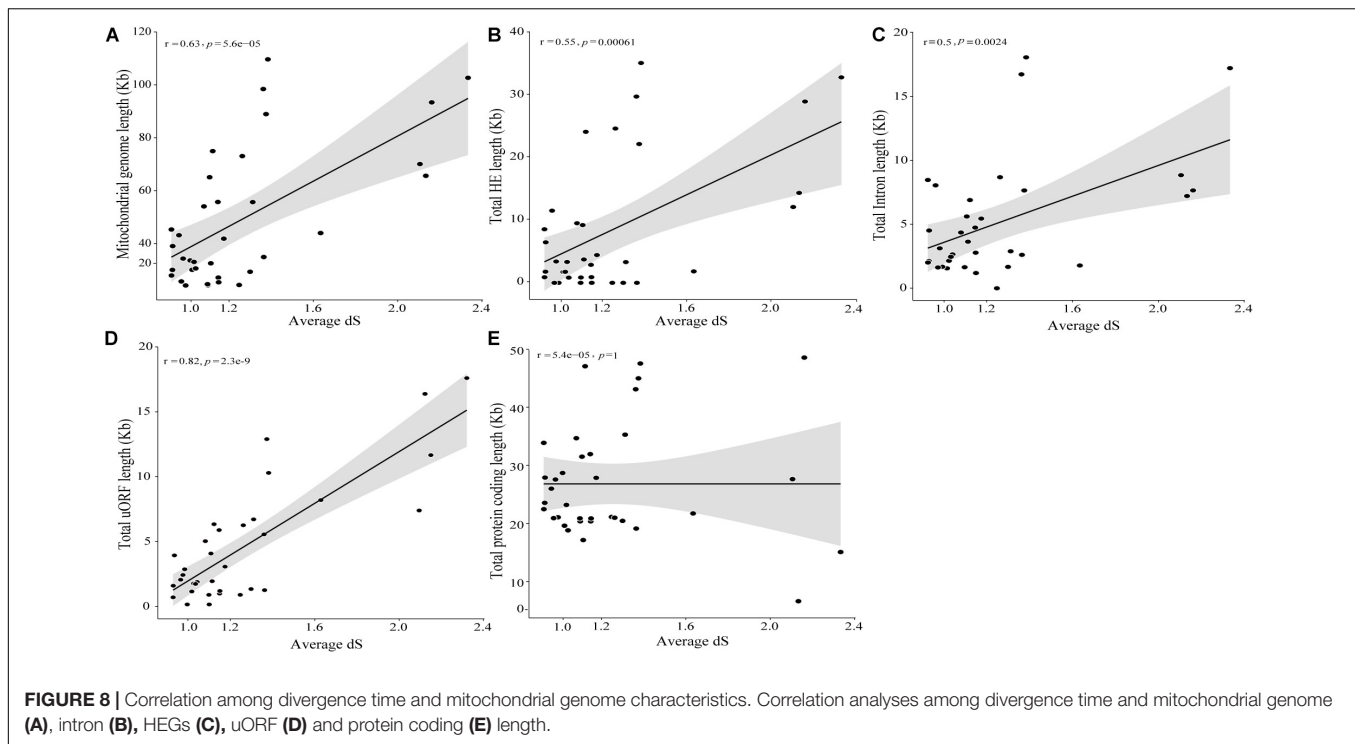 A
r =0.63, p=5.6e−05
120
100
80
60
40
20
Mitochondrial genome length (Kb)
1.0 1.2 1.6 2.0 2.4
Average dS
B
r=0.55, p=0.00061
40
30
20
10
0
Total HE length (Kb)
1.0 1.2 1.6 2.0 2.4
Average dS
C
r=0.5, p=0.0024
20
15
10
5
0
Total Intron length (Kb)
1.0 1.2 1.6 2.0 2.4
Average dS
D
r =0.82, p=2.3e-9
20
15
10
5
0
Total uORF length (Kb)
1.0 1.2 1.6 2.0 2.4
Average dS
E
r =5.4e−05, p=1
50
40
30
20
10
0
Total protein coding length (Kb)
1.0 1.2 1.6 2.0 2.4
Average dS
FIGURE 8 | Correlation among divergence time and mitochondrial genome characteristics. Correlation analyses among divergence time and mitochondrial genome
(A), intron (B), HEGs (C), uORF (D) and protein coding (E) length.